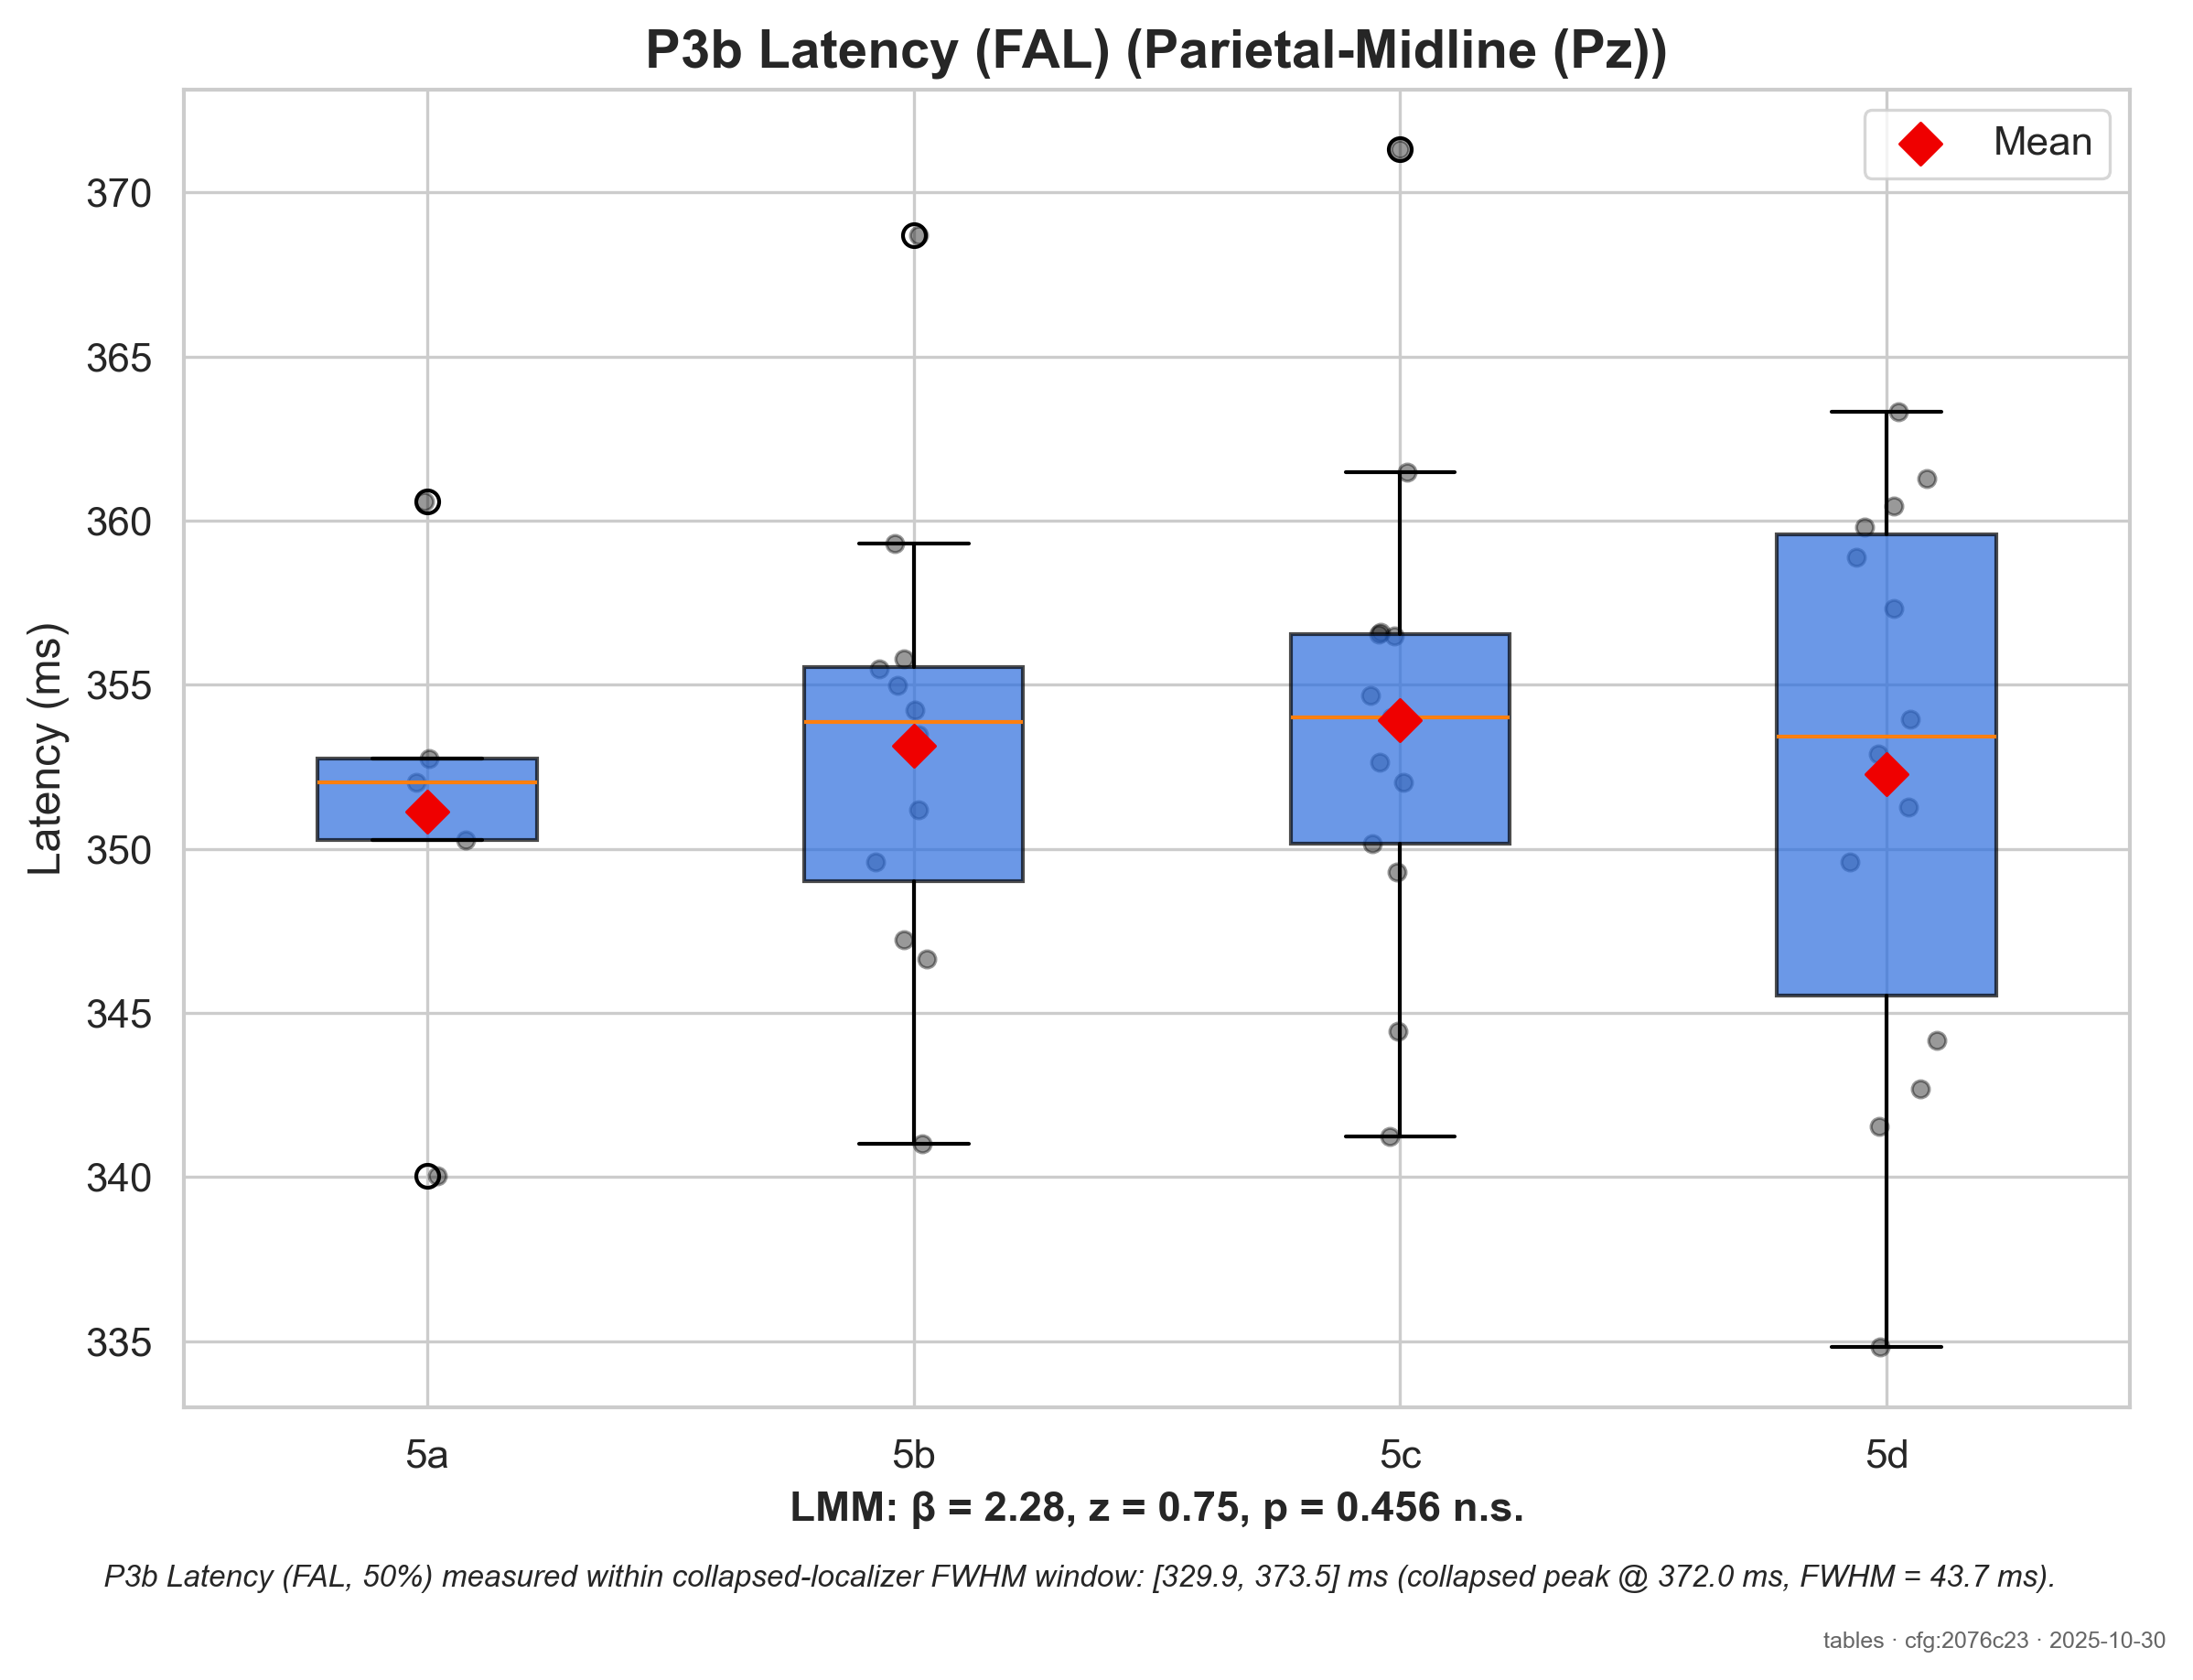 P3b Latency (FAL) (Parietal-Midline (Pz))
Mean
Latency (ms)
370
365
360
355
350
345
340
335
5a 5b 5c 5d
LMM: β = 2.28, z = 0.75, p = 0.456 n.s.
P3b Latency (FAL, 50%) measured within collapsed-localizer FWHM window: [329.9, 373.5] ms (collapsed peak @ 372.0 ms, FWHM = 43.7 ms).
tables · cfg:2076c23 · 2025-10-30